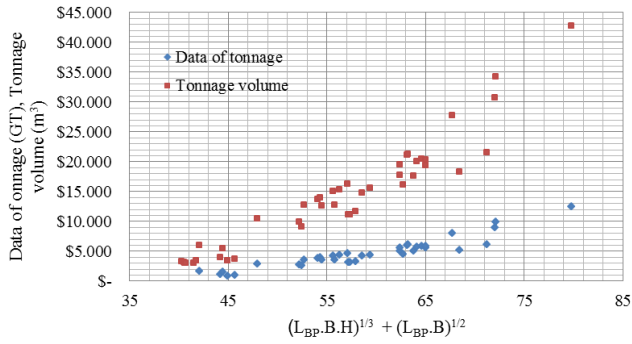 $45.000
$40.000
$35.000
$30.000
$25.000
$20.000
$15.000
$10.000
$5.000
$-
Data of onnage (GT), Tonnage
volume (m³)
Data of tonnage
Tonnage volume
35 45 55 65 75 85
(L_BP.B.H)^1/3 + (L_BP.B)^1/2